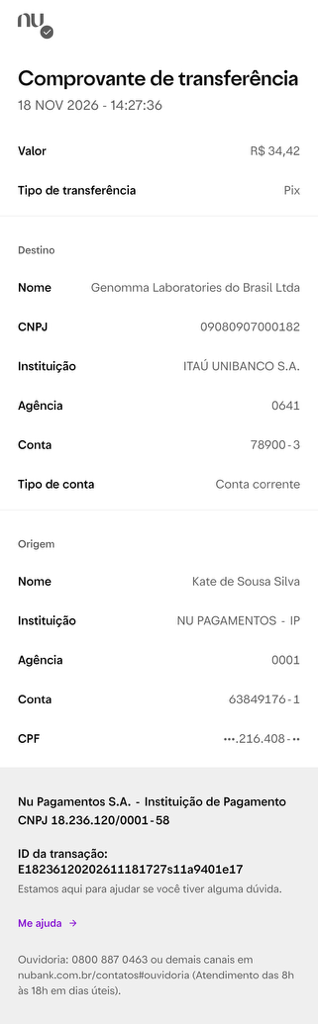 nu
Comprovante de transferência
18 NOV 2026 - 14:27:36
Valor R$ 34,42
Tipo de transferência Pix
Destino
Nome Genomma Laboratories do Brasil Ltda
CNPJ 09080907000182
Instituição ITAÚ UNIBANCO S.A.
Agência 0641
Conta 78900-3
Tipo de conta Conta corrente
Origem
Nome Kate de Sousa Silva
Instituição NU PAGAMENTOS - IP
Agência 0001
Conta 63849176-1
CPF •••.216.408-••
Nu Pagamentos S.A. - Instituição de Pagamento
CNPJ 18.236.120/0001-58
ID da transação:
E18236120202611181727s11a9401e17
Estamos aqui para ajudar se você tiver alguma dúvida.
Me ajuda →
Ouvidoria: 0800 887 0463 ou demais canais em
nubank.com.br/contatos#ouvidoria (Atendimento das 8h
às 18h em dias úteis).